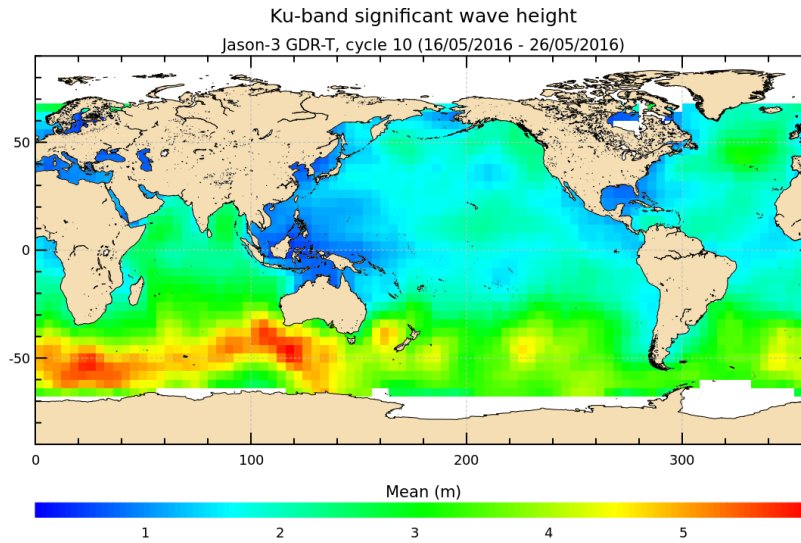 Ku-band significant wave height
Jason-3 GDR-T, cycle 10 (16/05/2016 - 26/05/2016)
50
0
-50
0 100 200 300
Mean (m)
1 2 3 4 5